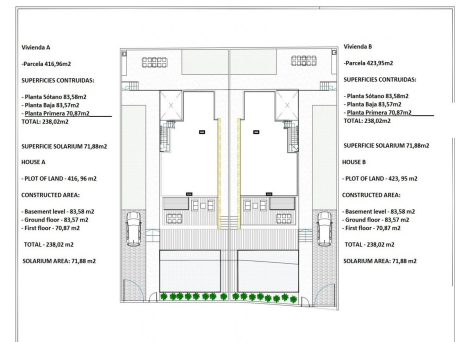 Vivienda A
-Parcela 416,96m2
SUPERFICIES CONTRUIDAS:
- Planta Sótano 83,58m2
- Planta Baja 83,57m2
- Planta Primera 70,87m2
TOTAL: 238,02m2
SUPERFICIE SOLARIUM 71,88m2
HOUSE A
- PLOT OF LAND - 416, 96 m2
CONSTRUCTED AREA:
- Basement level - 83,58 m2
- Ground floor - 83,57 m2
- First floor - 70,87 m2
TOTAL - 238,02 m2
SOLARIUM AREA: 71,88 m2
Vivienda B
-Parcela 423,95m2
SUPERFICIES CONTRUIDAS:
- Planta Sótano 83,58m2
- Planta Baja 83,57m2
- Planta Primera 70,87m2
TOTAL: 238,02m2
SUPERFICIE SOLARIUM 71,88m2
HOUSE B
- PLOT OF LAND - 423, 95 m2
CONSTRUCTED AREA:
- Basement level - 83,58 m2
- Ground floor - 83,57 m2
- First floor - 70,87 m2
TOTAL - 238,02 m2
SOLARIUM AREA: 71,88 m2